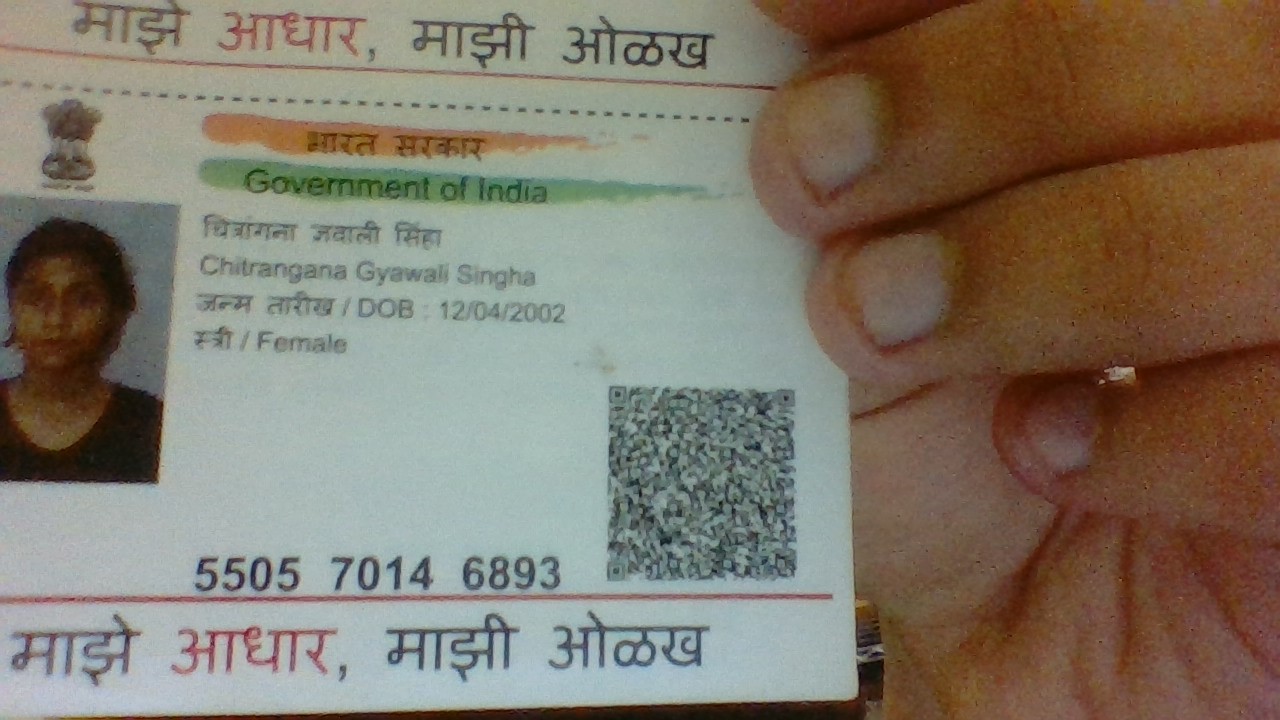 माझे आधार, माझी ओळख
भारत सरकार
Government of India
चित्रांगना ज्ञवाली सिंहा
Chitrangana Gyawali Singha
जन्म तारीख / DOB : 12/04/2002
स्त्री / Female
5505 7014 6893
माझे आधार, माझी ओळख